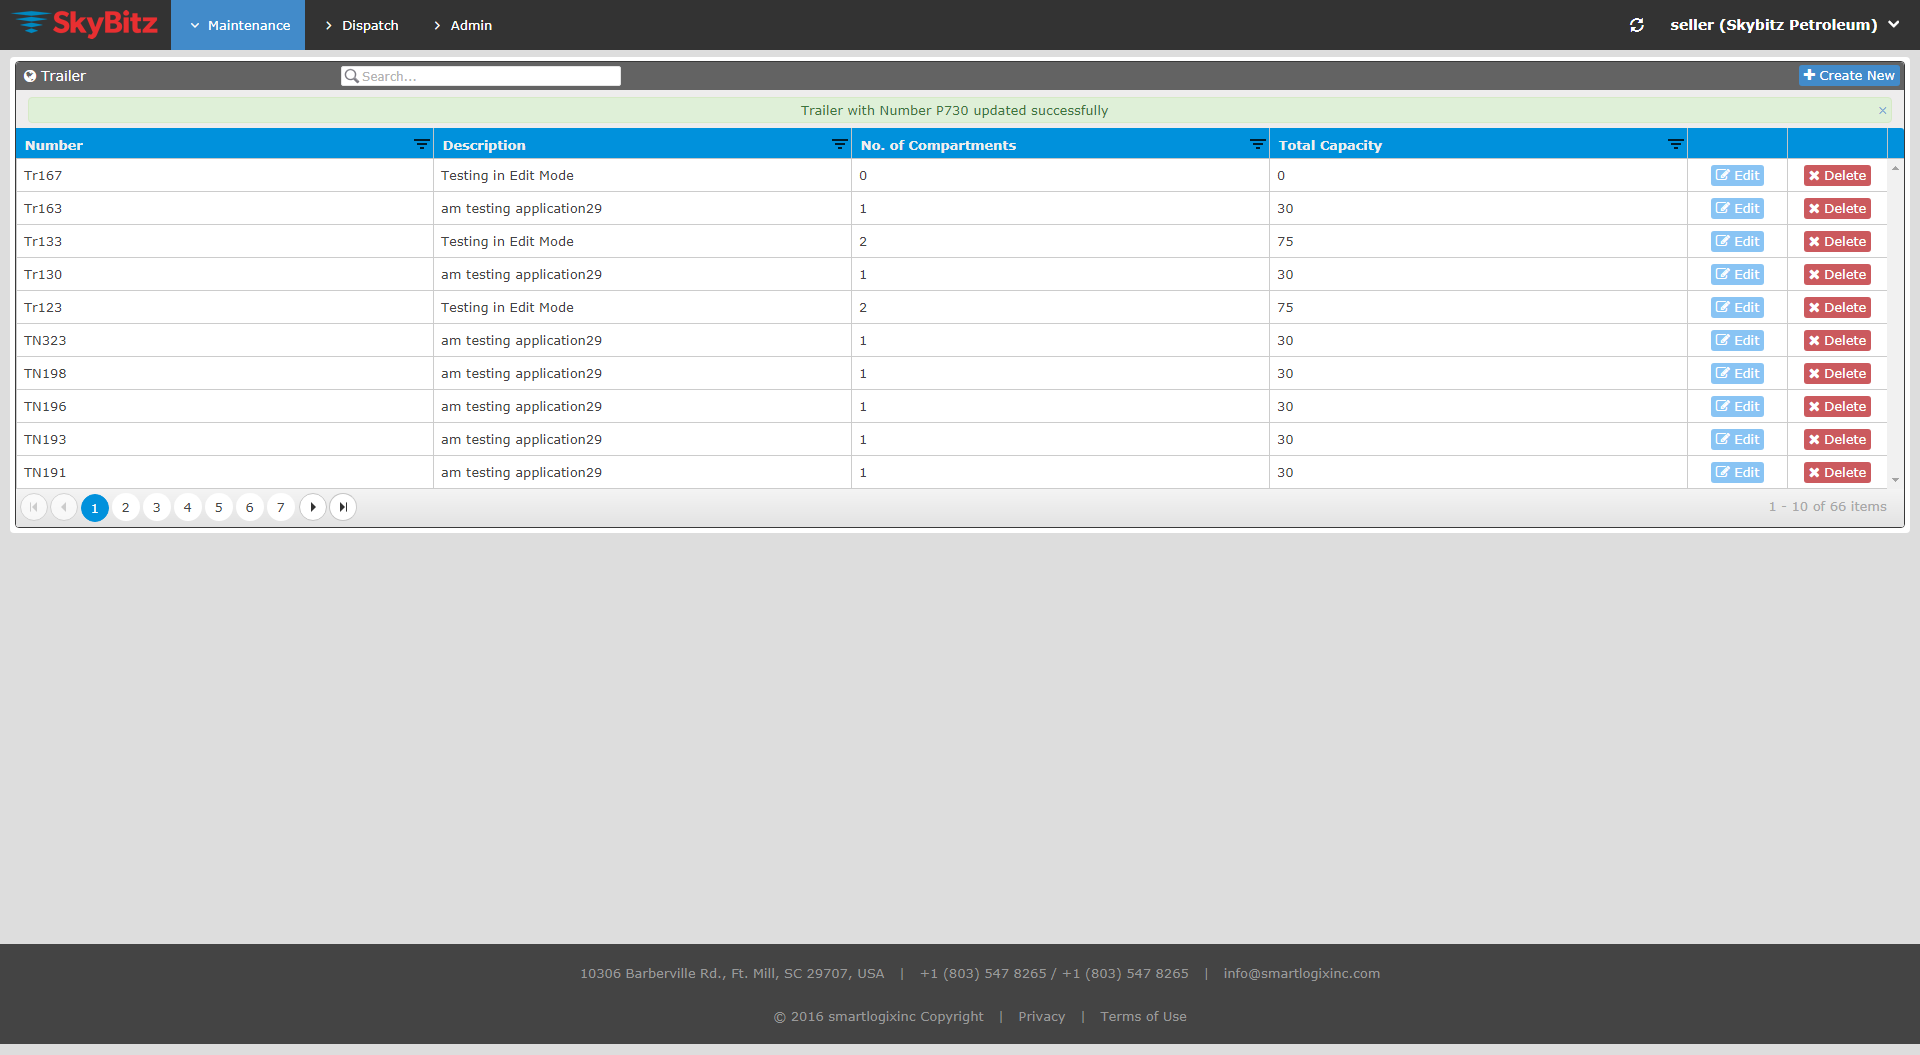 SkyBitz Maintenance Dispatch Admin seller (Skybitz Petroleum)
Trailer Search... Create New
Trailer with Number P730 updated successfully ×
Number Description No. of Compartments Total Capacity
Tr167 Testing in Edit Mode 0 0 Edit Delete
Tr163 am testing application29 1 30 Edit Delete
Tr133 Testing in Edit Mode 2 75 Edit Delete
Tr130 am testing application29 1 30 Edit Delete
Tr123 Testing in Edit Mode 2 75 Edit Delete
TN323 am testing application29 1 30 Edit Delete
TN198 am testing application29 1 30 Edit Delete
TN196 am testing application29 1 30 Edit Delete
TN193 am testing application29 1 30 Edit Delete
TN191 am testing application29 1 30 Edit Delete
1 2 3 4 5 6 7 1 - 10 of 66 items
10306 Barberville Rd., Ft. Mill, SC 29707, USA | +1 (803) 547 8265 / +1 (803) 547 8265 | info@smartlogixinc.com
© 2016 smartlogixinc Copyright | Privacy | Terms of Use